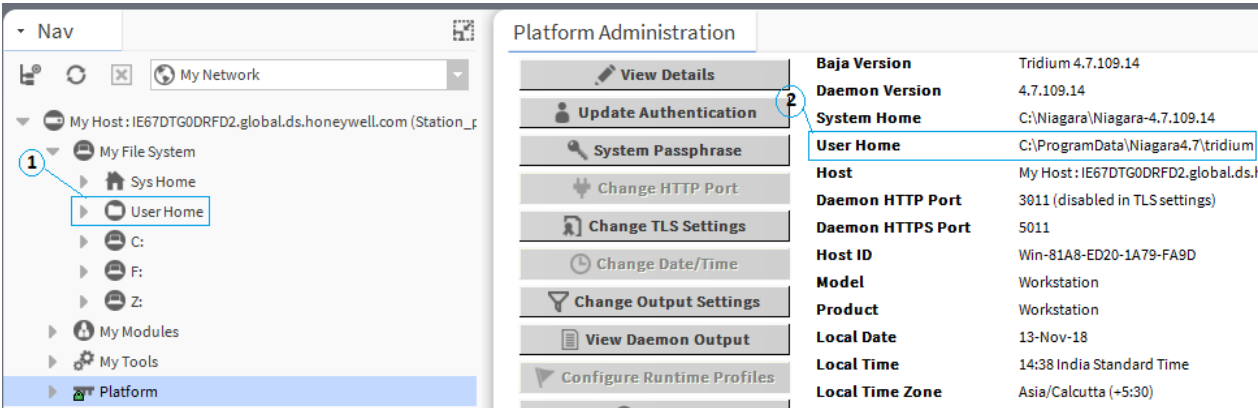 Nav
My Network
My Host : IE67DTG0DRFD2.global.ds.honeywell.com (Station_p
My File System
1
Sys Home
User Home
C:
F:
Z:
My Modules
My Tools
Platform
Platform Administration
View Details
Update Authentication
System Passphrase
Change HTTP Port
Change TLS Settings
Change Date/Time
Change Output Settings
View Daemon Output
Configure Runtime Profiles
2
Baja Version Tridium 4.7.109.14
Daemon Version 4.7.109.14
System Home C:\Niagara\Niagara-4.7.109.14
User Home C:\ProgramData\Niagara4.7\tridium
Host My Host : IE67DTG0DRFD2.global.ds.h
Daemon HTTP Port 3011 (disabled in TLS settings)
Daemon HTTPS Port 5011
Host ID Win-81A8-ED20-1A79-FA9D
Model Workstation
Product Workstation
Local Date 13-Nov-18
Local Time 14:38 India Standard Time
Local Time Zone Asia/Calcutta (+5:30)